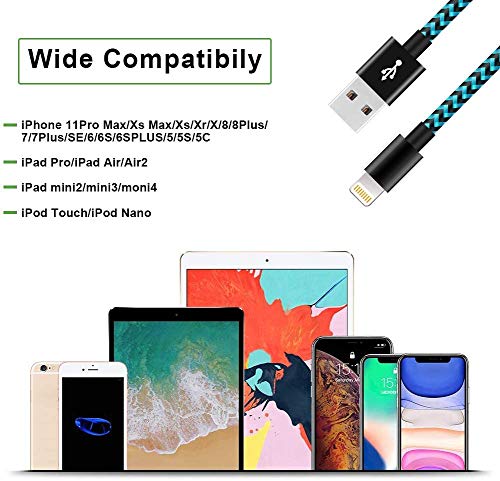 Wide Compatibily
iPhone 11Pro Max/Xs Max/Xs/Xr/X/8/8Plus/
7/7Plus/SE/6/6S/6SPLUS/5/5S/5C
iPad Pro/iPad Air/Air2
iPad mini2/mini3/moni4
iPod Touch/iPod Nano